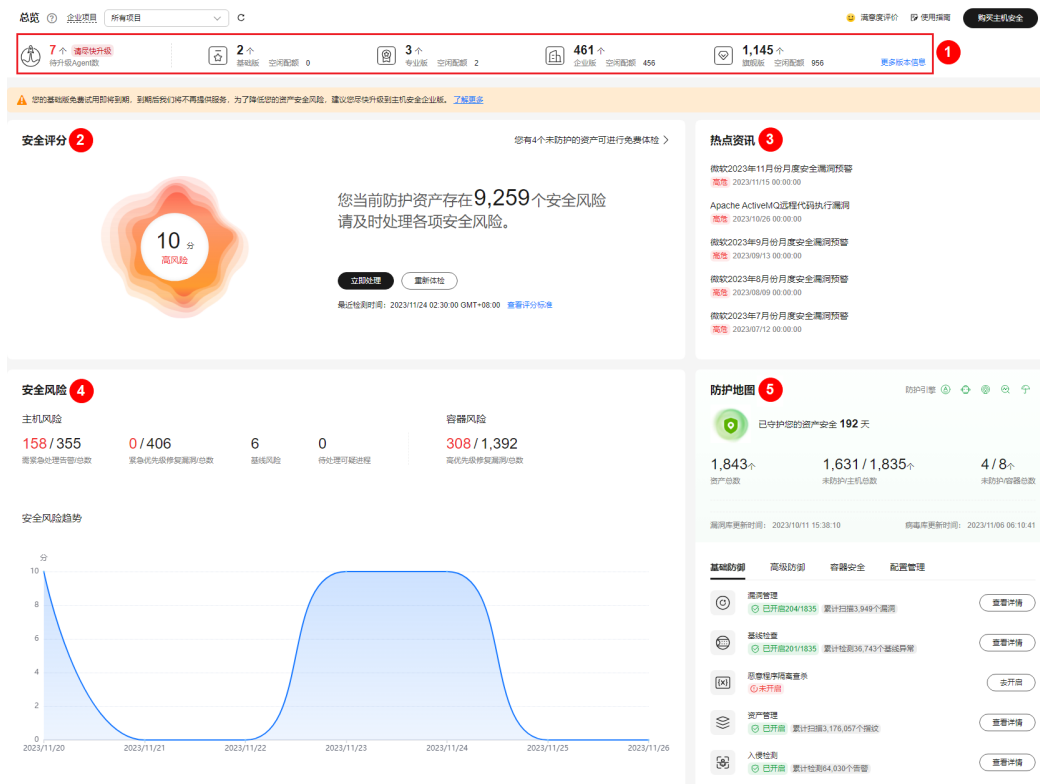 总览 企业项目 所有项目 满意度评价 使用指南 购买主机安全
7 个 请尽快升级
待升级Agent数
2 个
基础版 空闲配额 0
3 个
专业版 空闲配额 2
461 个
企业版 空闲配额 456
1,145 个
旗舰版 空闲配额 956
更多版本信息
1
您的基础版免费试用即将到期，到期后我们将不再提供服务，为了降低您的资产安全风险，建议您尽快升级到主机安全企业版。 了解更多
安全评分 2
您有4个未防护的资产可进行免费体检
10 分
高风险
您当前防护资产存在9,259个安全风险
请及时处理各项安全风险。
立即处理 重新体检
最近检测时间：2023/11/24 02:30:00 GMT+08:00 查看评分标准
热点资讯 3
微软2023年11月份月度安全漏洞预警
高危 2023/11/15 00:00:00
Apache ActiveMQ远程代码执行漏洞
高危 2023/10/26 00:00:00
微软2023年9月份月度安全漏洞预警
高危 2023/09/13 00:00:00
微软2023年8月份月度安全漏洞预警
高危 2023/08/09 00:00:00
微软2023年7月份月度安全漏洞预警
高危 2023/07/12 00:00:00
安全风险 4
主机风险
158/355
需紧急处理告警/总数
0/406
紧急优先级修复漏洞/总数
6
基线风险
0
待处理可疑进程
容器风险
308/1,392
高优先级修复漏洞/总数
安全风险趋势
分
10
8
6
4
2
0
2023/11/20 2023/11/21 2023/11/22 2023/11/23 2023/11/24 2023/11/25 2023/11/26
防护地图 5
防护引擎
已守护您的资产安全 192 天
1,843个
资产总数
1,631/1,835个
未防护/主机总数
4/8个
未防护/容器总数
漏洞库更新时间： 2023/10/11 15:38:10 病毒库更新时间： 2023/11/06 06:10:41
基础防御 高级防御 容器安全 配置管理
漏洞管理
已开启204/1835 累计扫描3,949个漏洞
查看详情
基线检查
已开启201/1835 累计检测36,743个基线异常
查看详情
恶意程序隔离查杀
未开启
去开启
资产管理
已开启 累计扫描3,176,057个指纹
查看详情
入侵检测
已开启 累计检测64,030个告警
查看详情